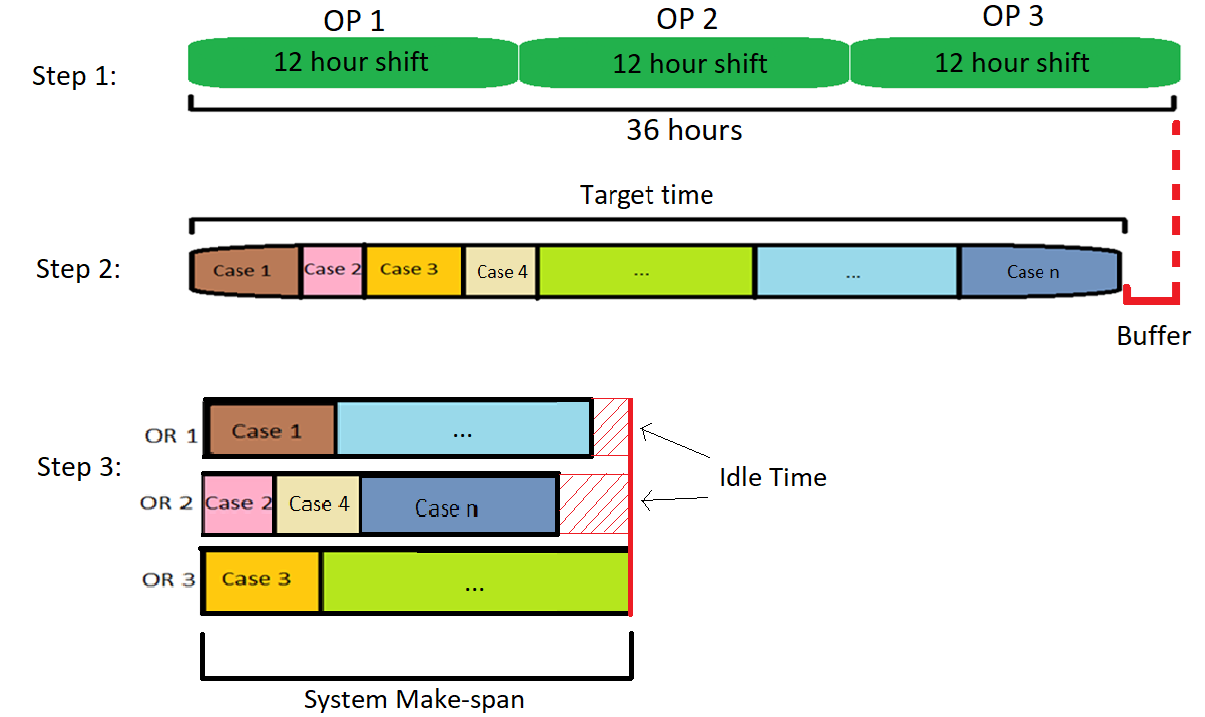 OP 1
OP 2
OP 3
Step 1:
12 hour shift
12 hour shift
12 hour shift
36 hours
Target time
Step 2:
Case 1
Case 2
Case 3
Case 4
...
...
Case n
Buffer
Step 3:
OR 1
Case 1
...
Idle Time
OR 2
Case 2
Case 4
Case n
OR 3
Case 3
...
System Make-span